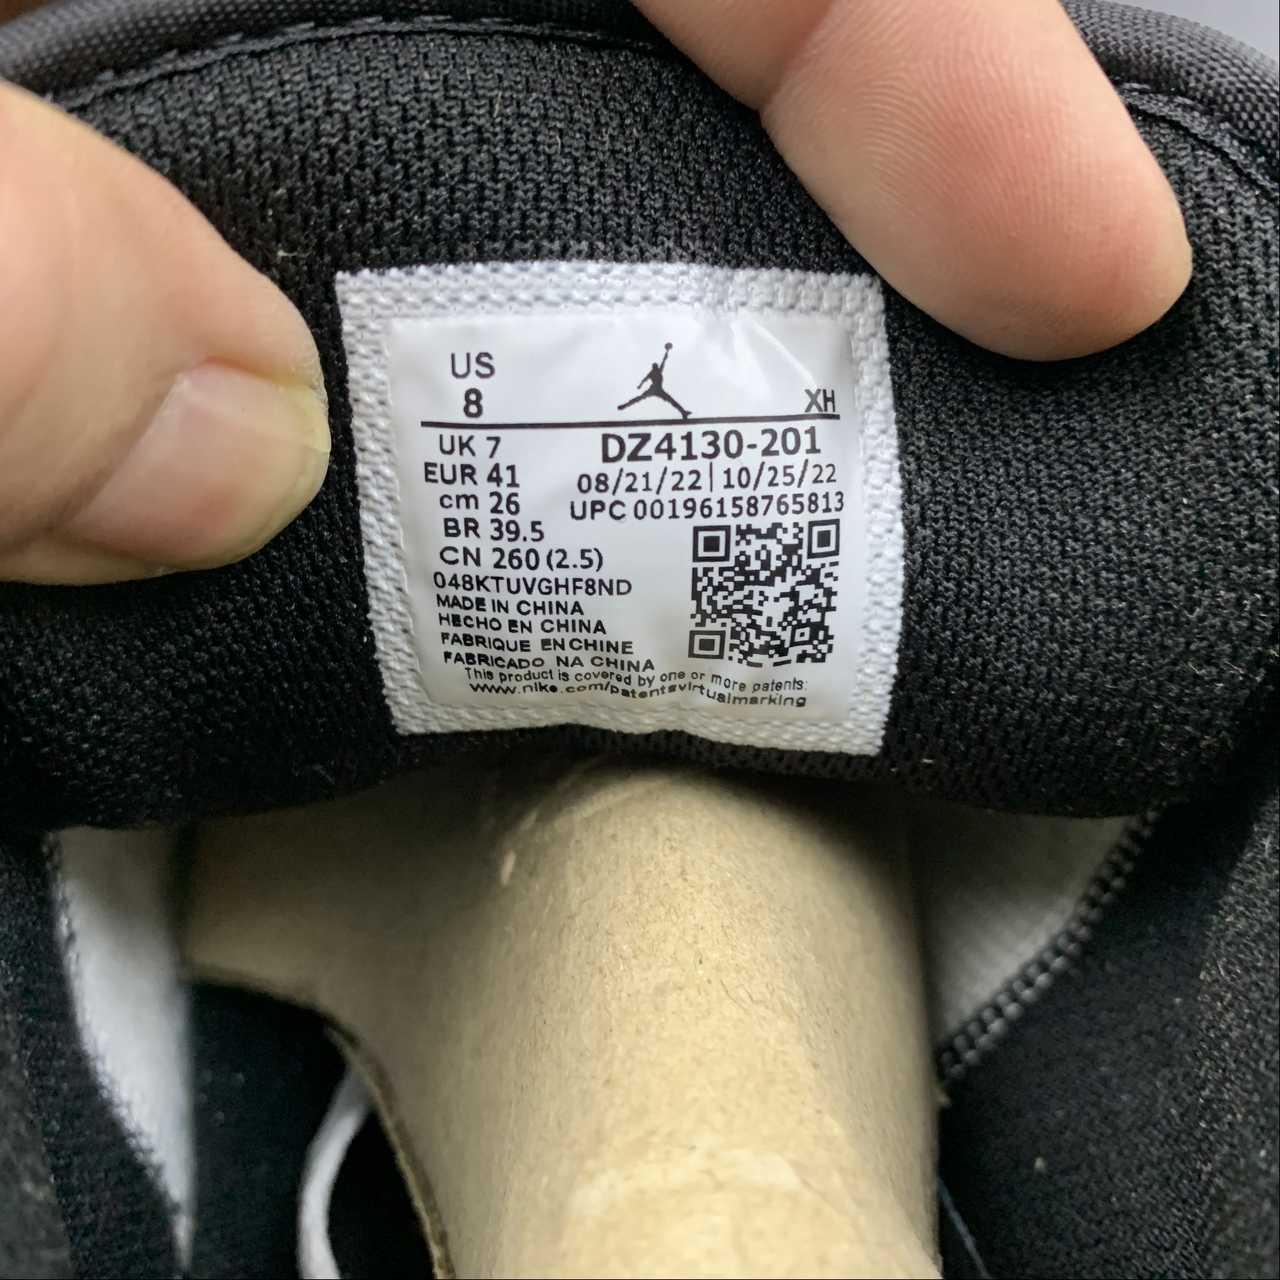 US
8
XH
UK 7
DZ4130-201
EUR 41
08/21/22 | 10/25/22
cm 26
UPC 00196158765813
BR 39.5
CN 260 (2.5)
048KTUVGHF8ND
MADE IN CHINA
HECHO EN CHINA
FABRIQUE EN CHINE
FABRICADO NA CHINA
This product is covered by one or more patents:
www.nike.com/patentsvirtualmarking